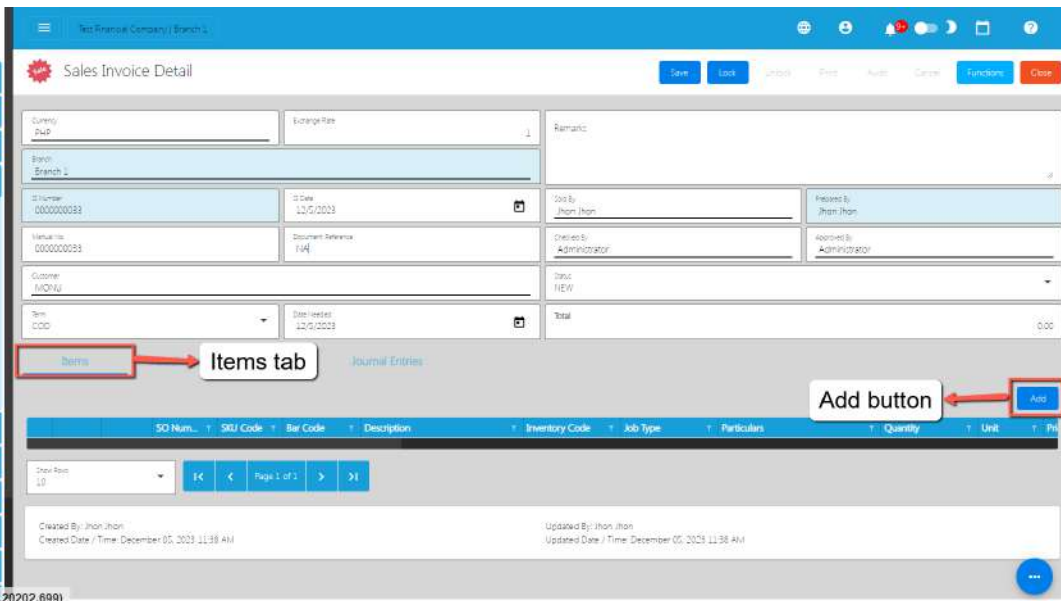 Test Financial Company | Branch 1
9+
Sale
Sales Invoice Detail
Save
Lock
Unlock
Print
Audit
Cancel
Functions
Close
Currency
PHP
Exchange Rate
1
Remarks
Branch
Branch 1
SI Number
0000000033
SI Date
12/5/2023
Sold By
Jhon Jhon
Prepared By
Jhon Jhon
Manual No.
0000000033
Document Reference
NA
Checked By
Administrator
Approved By
Administrator
Customer
MONU
Status
NEW
Term
COD
Date Needed
12/5/2023
Total
0.00
Items
Items tab
Journal Entries
Add button
Add
SO Num...
SKU Code
Bar Code
Description
Inventory Code
Job Type
Particulars
Quantity
Unit
Pri
Show Rows
10
Page 1 of 1
Created By: Jhon Jhon
Created Date / Time: December 05, 2023 11:38 AM
Updated By: Jhon Jhon
Updated Date / Time: December 05, 2023 11:38 AM
20202.699)